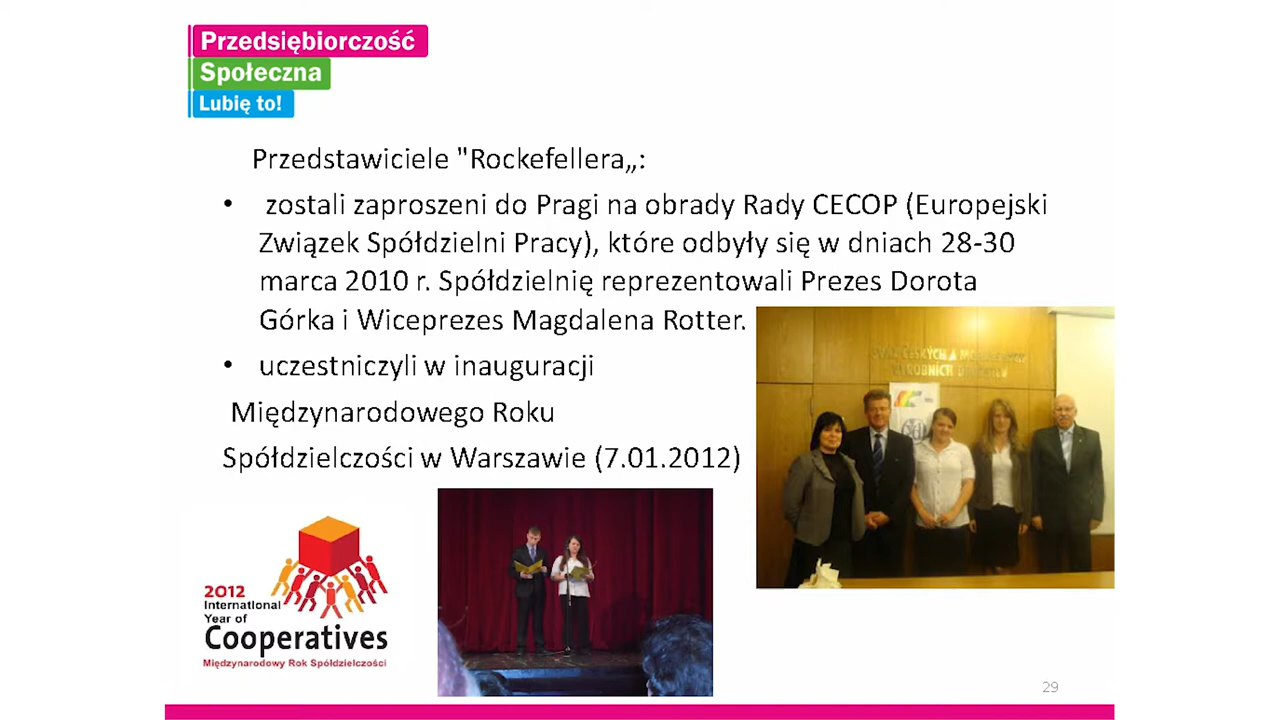 Przedsiębiorczość
Społeczna
Lubię to!
Przedstawiciele "Rockefellera„:
• zostali zaproszeni do Pragi na obrady Rady CECOP (Europejski
Związek Spółdzielni Pracy), które odbyły się w dniach 28-30
marca 2010 r. Spółdzielnię reprezentowali Prezes Dorota
Górka i Wiceprezes Magdalena Rotter.
• uczestniczyli w inauguracji
Międzynarodowego Roku
Spółdzielczości w Warszawie (7.01.2012)
2012
International
Year of
Cooperatives
Międzynarodowy Rok Spółdzielczości
29